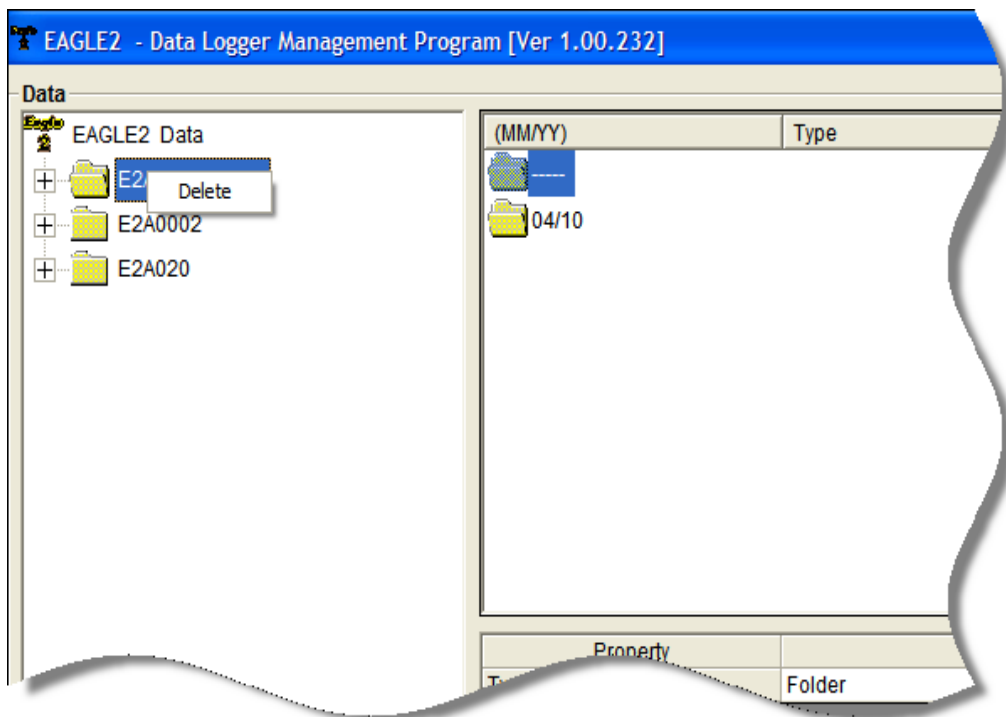 EAGLE2 - Data Logger Management Program [Ver 1.00.232]
Data
Eagle
EAGLE2 Data
Delete
E2A0002
E2A020
(MM/YY) Type
-----
04/10
Property
Folder